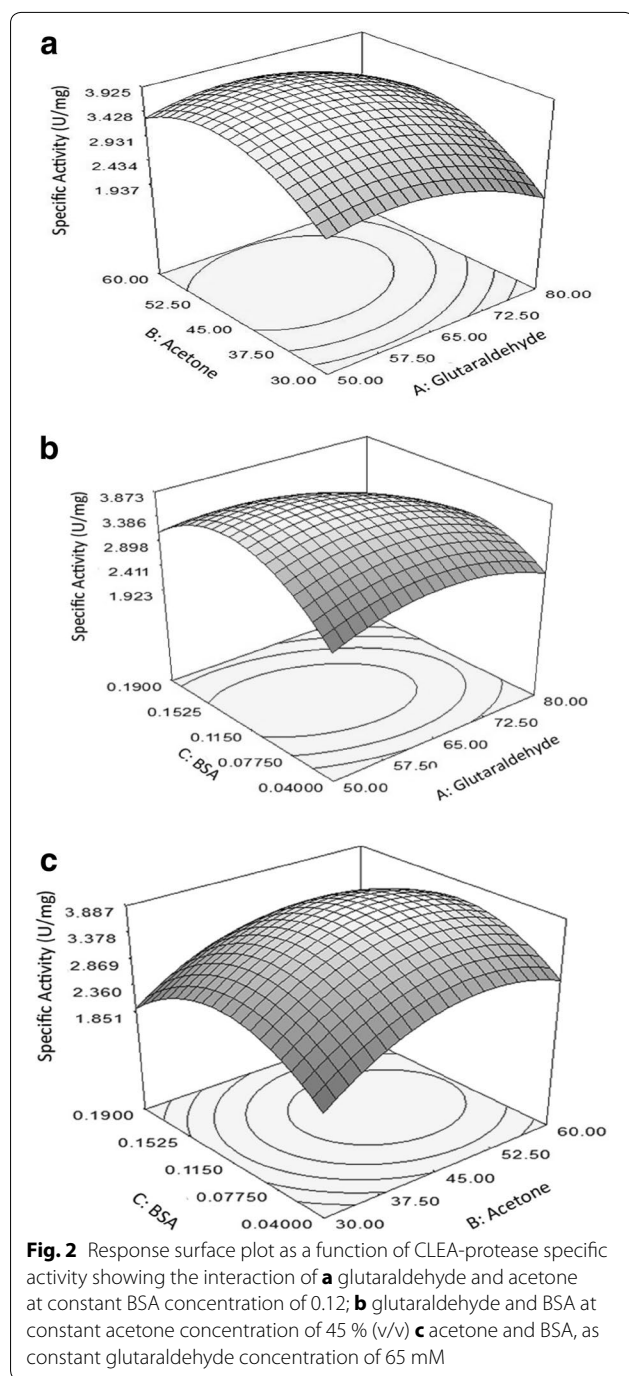 a
Specific Activity (U/mg)
3.925
3.428
2.931
2.434
1.937
60.00
52.50
45.00
37.50
30.00
B: Acetone
50.00
57.50
65.00
72.50
80.00
A: Glutaraldehyde
b
Specific Activity (U/mg)
3.873
3.386
2.898
2.411
1.923
0.1900
0.1525
0.1150
0.07750
0.04000
C: BSA
50.00
57.50
65.00
72.50
80.00
A: Glutaraldehyde
c
Specific Activity (U/mg)
3.887
3.378
2.869
2.360
1.851
0.1900
0.1525
0.1150
0.07750
0.04000
C: BSA
30.00
37.50
45.00
52.50
60.00
B: Acetone
Fig. 2 Response surface plot as a function of CLEA-protease specific
activity showing the interaction of a glutaraldehyde and acetone
at constant BSA concentration of 0.12; b glutaraldehyde and BSA at
constant acetone concentration of 45 % (v/v) c acetone and BSA, as
constant glutaraldehyde concentration of 65 mM